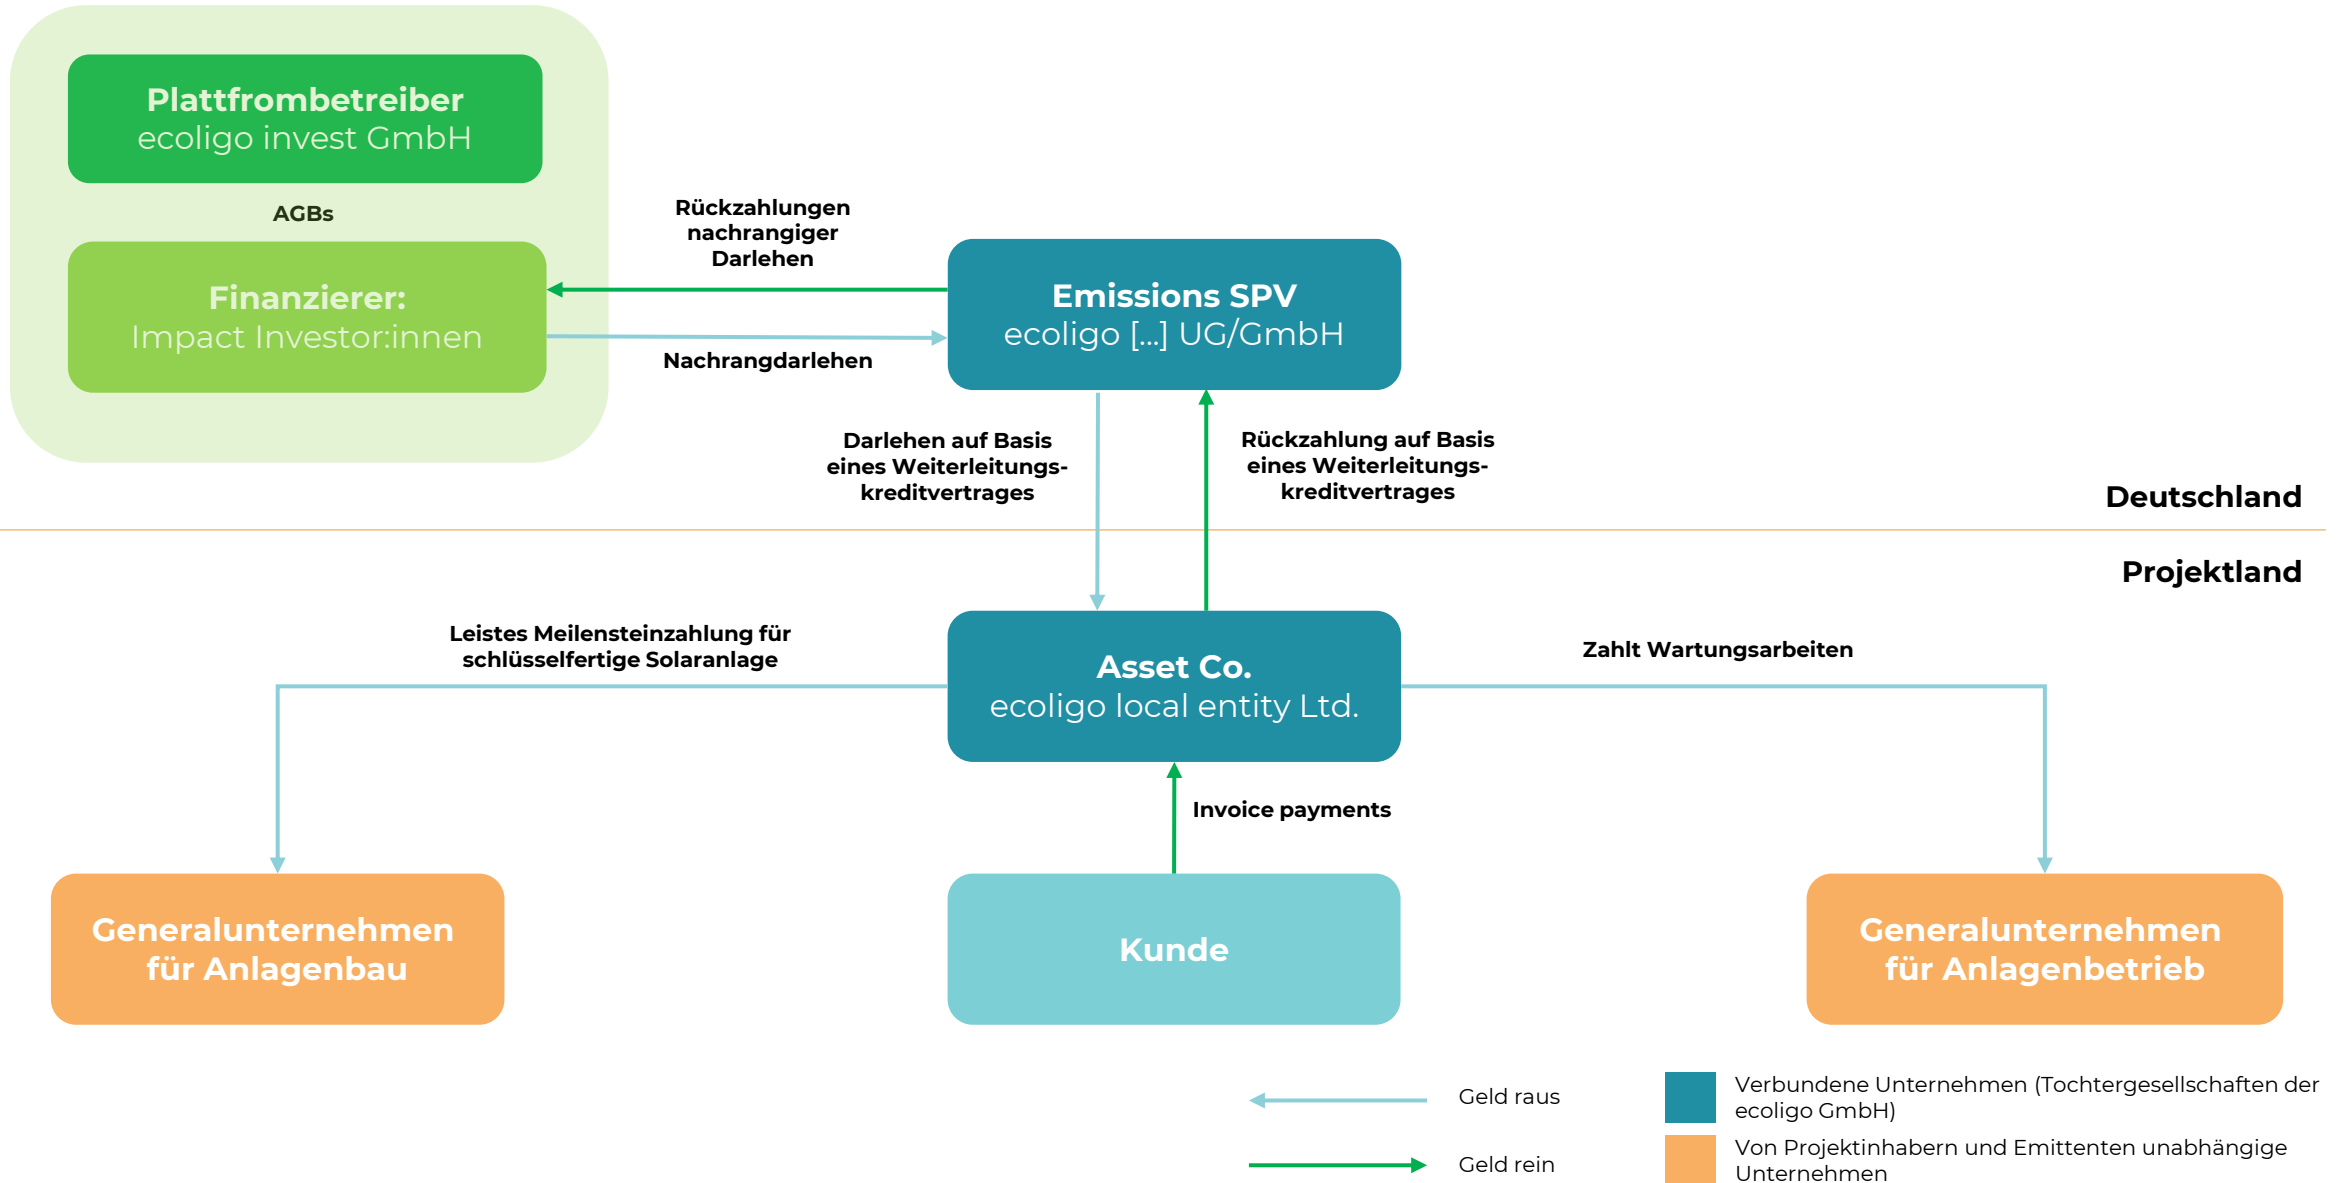 Plattfrombetreiber
ecoligo invest GmbH
AGBs
Finanzierer:
Impact Investor:innen
Rückzahlungen
nachrangiger
Darlehen
Nachrangdarlehen
Emissions SPV
ecoligo [...] UG/GmbH
Darlehen auf Basis
eines Weiterleitungs-
kreditvertrages
Rückzahlung auf Basis
eines Weiterleitungs-
kreditvertrages
Deutschland
Projektland
Leistes Meilensteinzahlung für
schlüsselfertige Solaranlage
Asset Co.
ecoligo local entity Ltd.
Zahlt Wartungsarbeiten
Invoice payments
Generalunternehmen
für Anlagenbau
Kunde
Generalunternehmen
für Anlagenbetrieb
Geld raus
Geld rein
Verbundene Unternehmen (Tochtergesellschaften der
ecoligo GmbH)
Von Projektinhabern und Emittenten unabhängige
Unternehmen